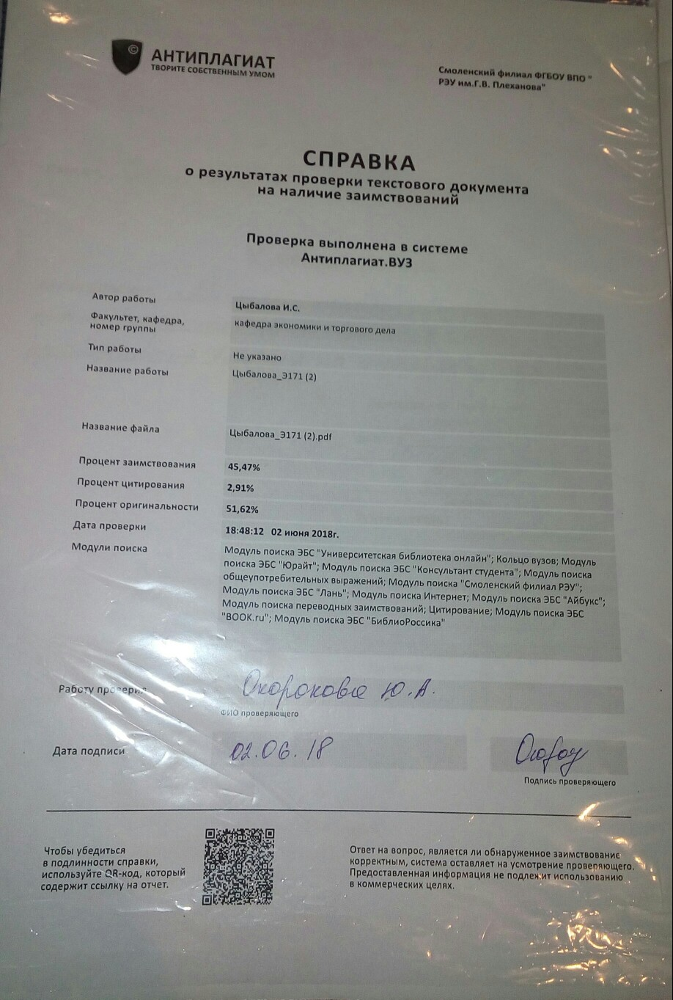 ©
АНТИПЛАГИАТ
ТВОРИТЕ СОБСТВЕННЫМ УМОМ
Смоленский филиал ФГБОУ ВПО "
РЭУ им.Г.В. Плеханова"
СПРАВКА
о результатах проверки текстового документа
на наличие заимствований
Проверка выполнена в системе
Антиплагиат.ВУЗ
Автор работы
Цыбалова И.С.
Факультет, кафедра,
номер группы
кафедра экономики и торгового дела
Тип работы
Не указано
Название работы
Цыбалова_Э171 (2)
Название файла
Цыбалова_Э171 (2).pdf
Процент заимствования
45,47%
Процент цитирования
2,91%
Процент оригинальности
51,62%
Дата проверки
18:48:12 02 июня 2018г.
Модули поиска
Модуль поиска ЭБС "Университетская библиотека онлайн"; Кольцо вузов; Модуль
поиска ЭБС "Юрайт"; Модуль поиска ЭБС "Консультант студента"; Модуль поиска
общеупотребительных выражений; Модуль поиска "Смоленский филиал РЭУ";
Модуль поиска ЭБС "Лань"; Модуль поиска Интернет; Модуль поиска ЭБС "Айбукс";
Модуль поиска переводных заимствований; Цитирование; Модуль поиска ЭБС
"BOOK.ru"; Модуль поиска ЭБС "БиблиоРоссика"
Работу проверил
Ю.А.
ФИО проверяющего
Дата подписи
02.06.18
Подпись проверяющего
Чтобы убедиться
в подлинности справки,
используйте QR-код, который
содержит ссылку на отчет.
Ответ на вопрос, является ли обнаруженное заимствование
корректным, система оставляет на усмотрение проверяющего.
Предоставленная информация не подлежит использованию
в коммерческих целях.